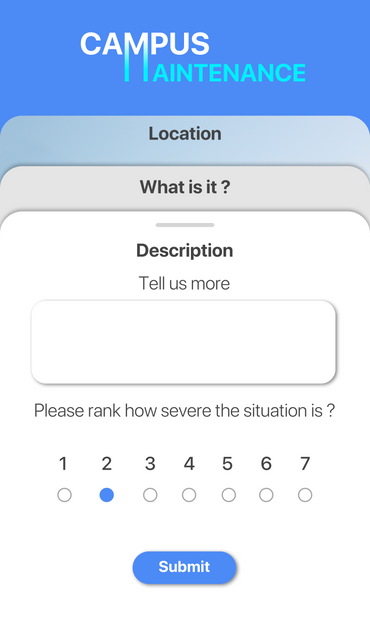 CAMPUS
MAINTENANCE
Location
What is it ?
Description
Tell us more
Please rank how severe the situation is ?
1 2 3 4 5 6 7
Submit